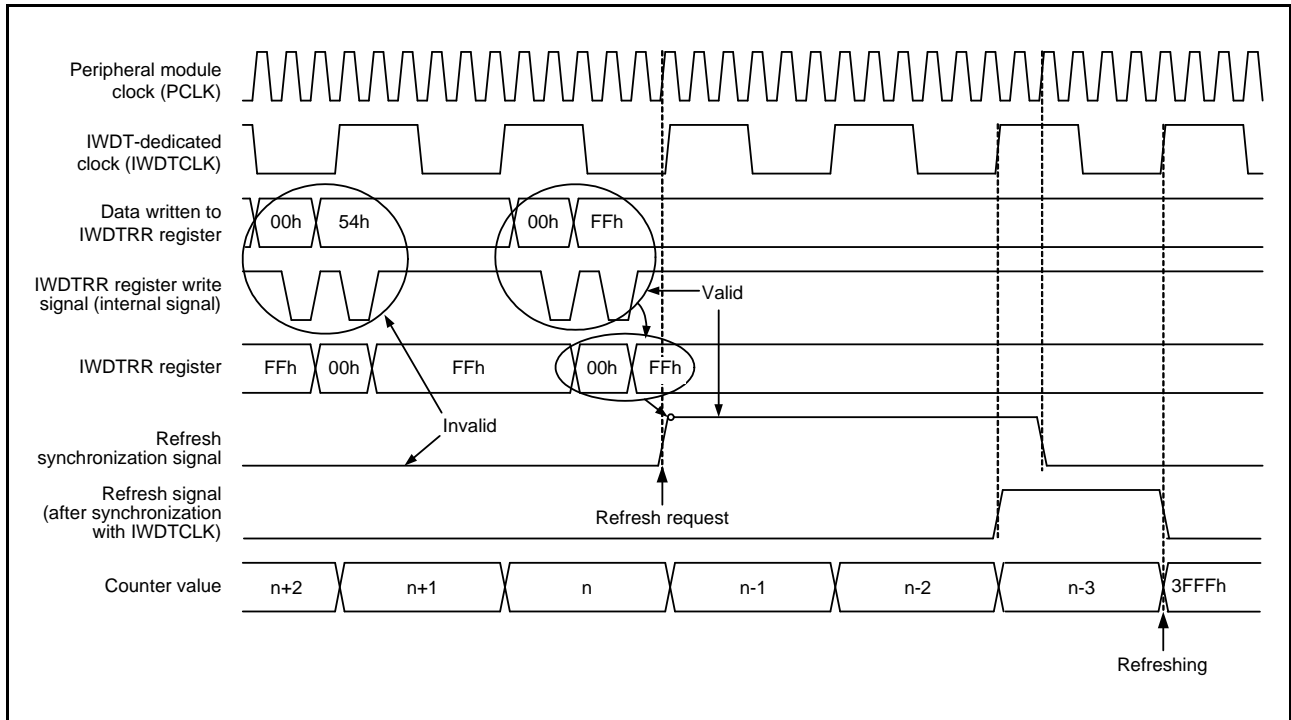 Peripheral module
clock (PCLK)
IWDT-dedicated
clock (IWDTCLK)
Data written to
IWDTRR register
00h 54h 00h FFh
IWDTRR register write
signal (internal signal)
Valid
IWDTRR register
FFh 00h FFh 00h FFh
Invalid
Refresh
synchronization signal
Refresh signal
(after synchronization
with IWDTCLK)
Refresh request
Counter value
n+2 n+1 n n-1 n-2 n-3 3FFFh
Refreshing